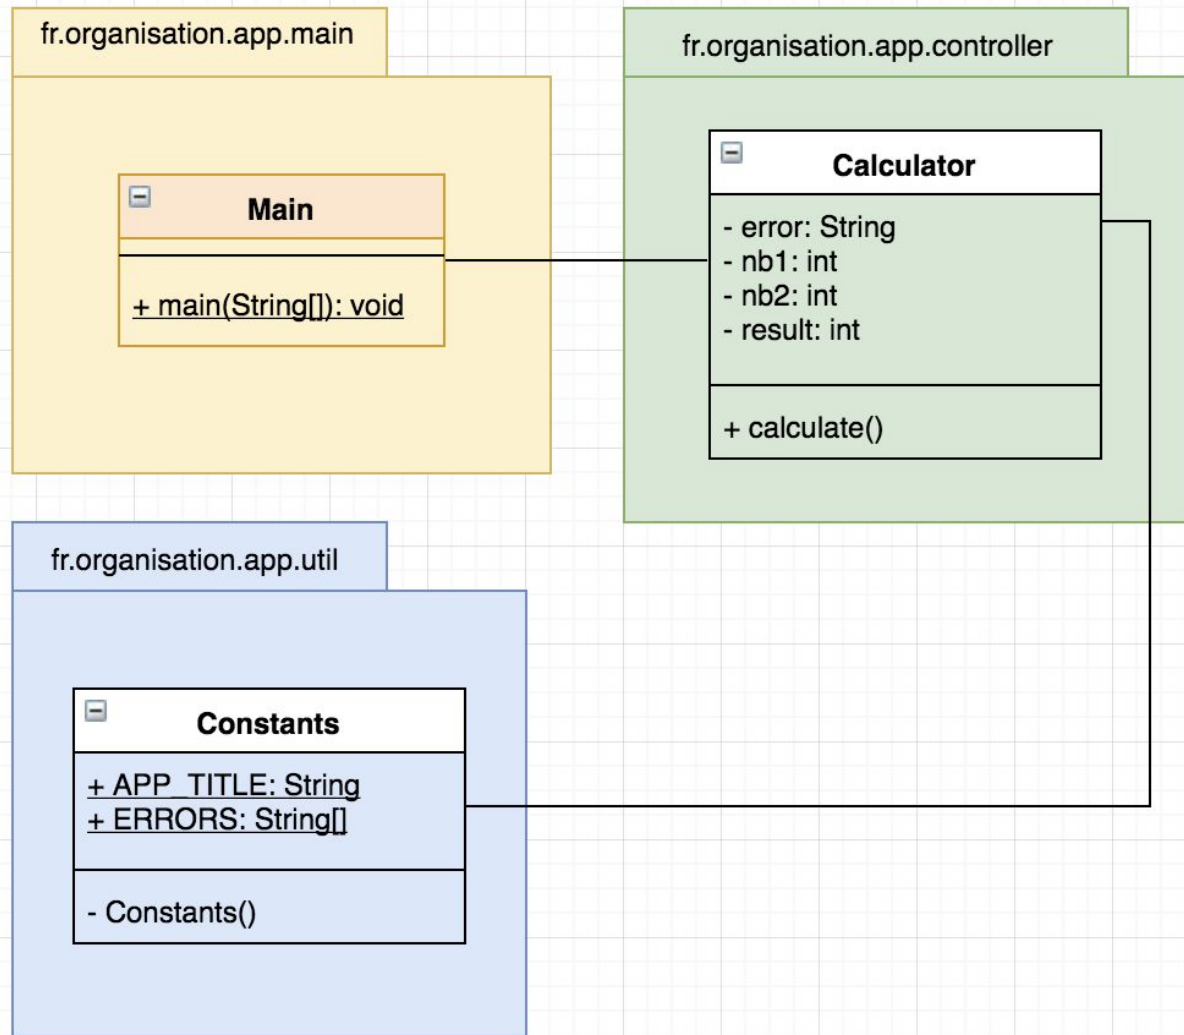 fr.organisation.app.main
Main
+ main(String[]): void
fr.organisation.app.controller
Calculator
- error: String
- nb1: int
- nb2: int
- result: int
+ calculate()
fr.organisation.app.util
Constants
+ APP_TITLE: String
+ ERRORS: String[]
- Constants()